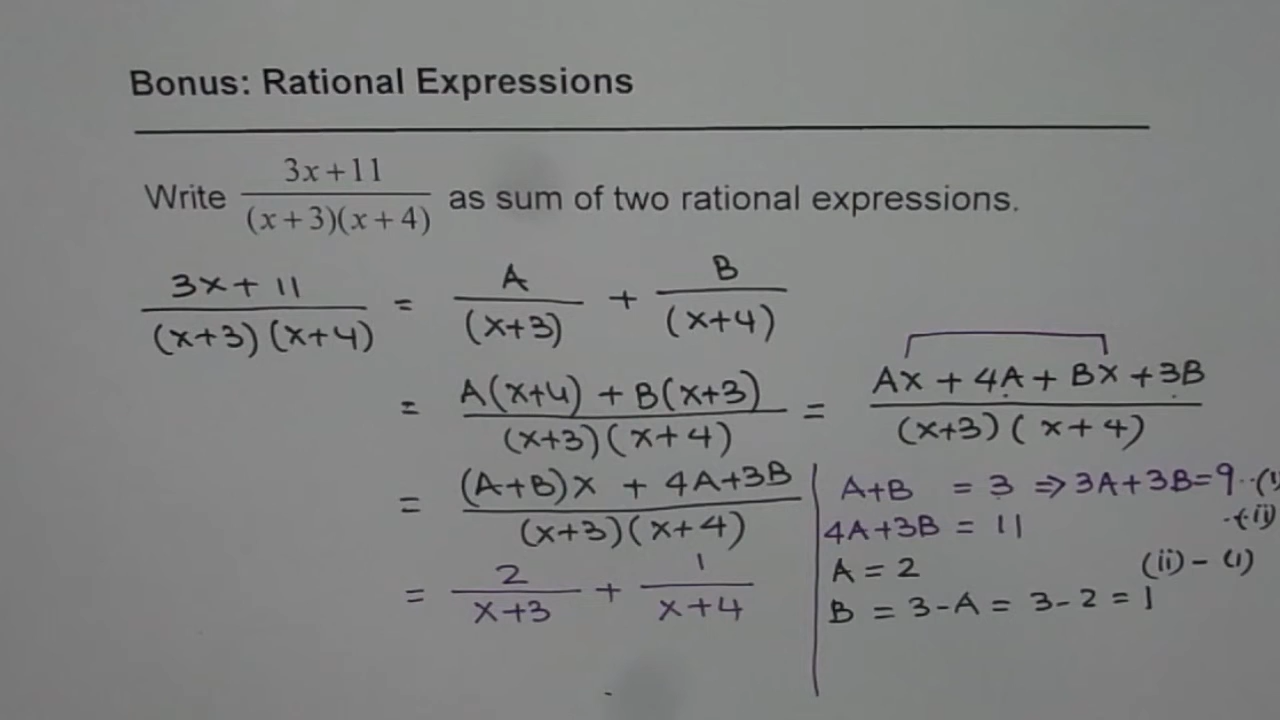 Bonus: Rational Expressions
Write (3x+11)/((x+3)(x+4)) as sum of two rational expressions.
(3x+11)/((x+3)(x+4)) = A/(x+3) + B/(x+4)
= (A(x+4) + B(x+3))/((x+3)(x+4)) = (Ax + 4A + Bx + 3B)/((x+3)(x+4))
= ((A+B)x + 4A+3B)/((x+3)(x+4))
= 2/(x+3) + 1/(x+4)
A+B = 3 ⇒ 3A+3B=9 --(i)
4A+3B = 11 --(ii)
A = 2 (ii) - (i)
B = 3-A = 3-2 = 1